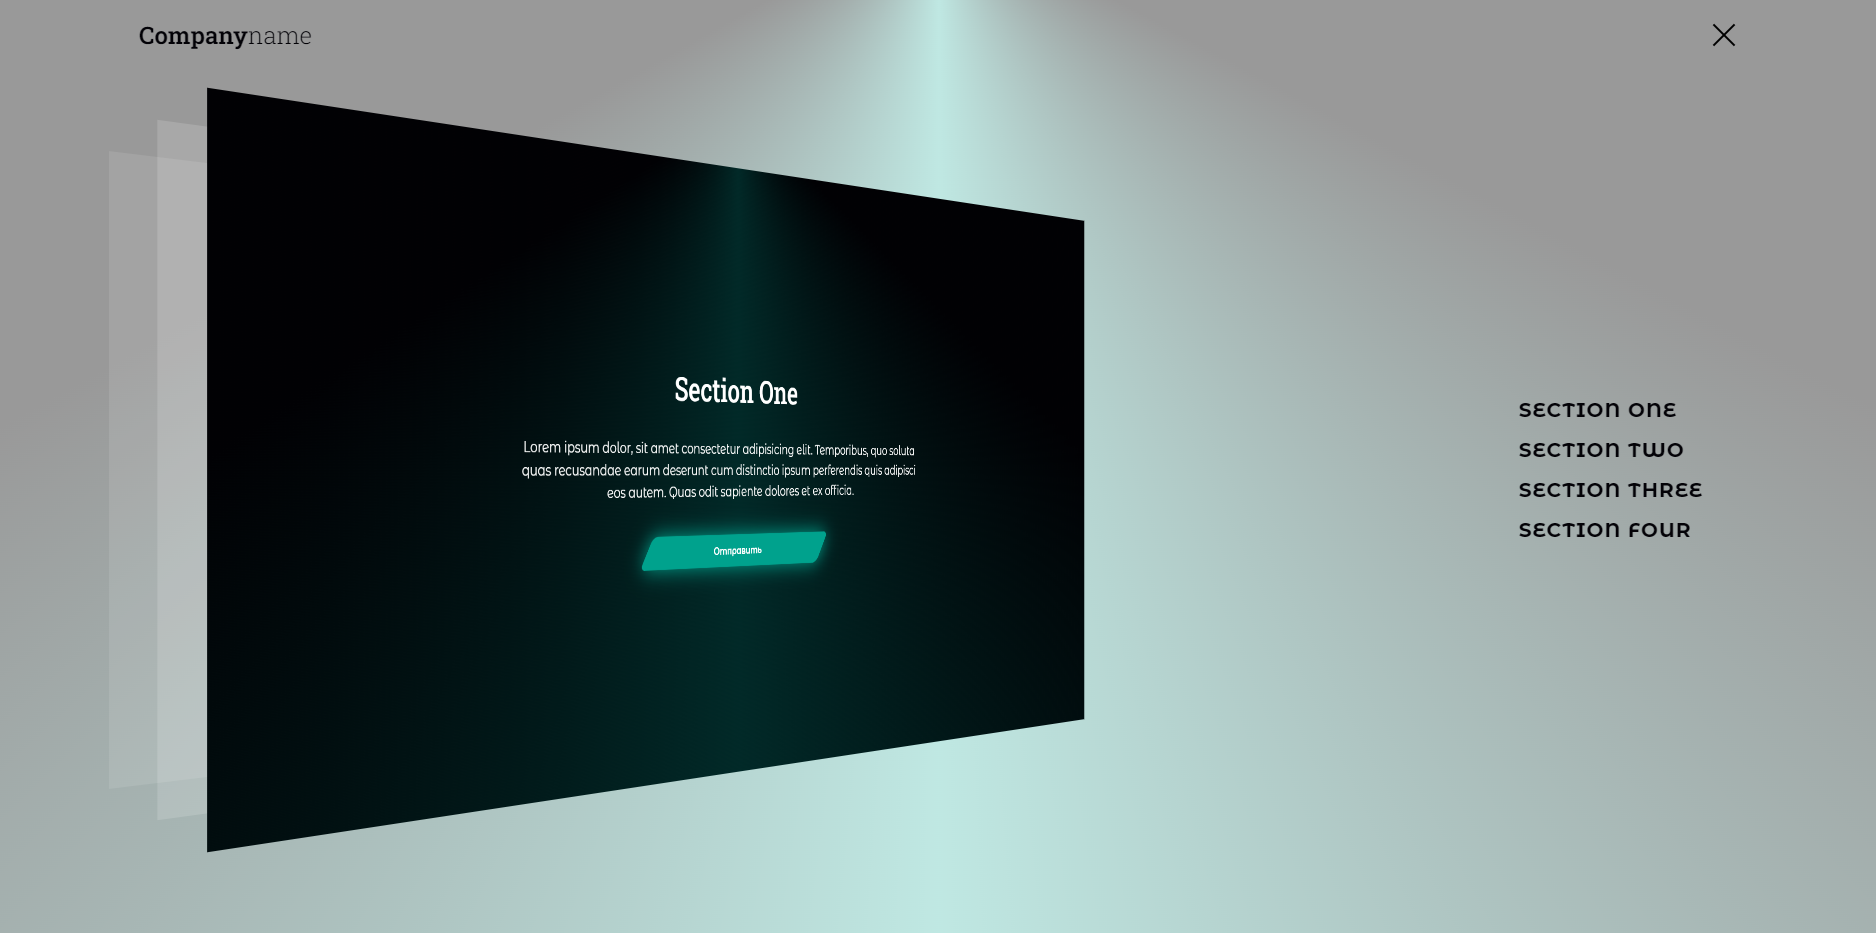 Companyname
Section One
Lorem ipsum dolor, sit amet consectetur adipisicing elit. Temporibus, quo soluta
quas recusandae earum deserunt cum distinctio ipsum perferendis quis adipisci
eos autem. Quas odit sapiente dolores et ex officia.
Отправить
SECTION ONE
SECTION TWO
SECTION THREE
SECTION FOUR